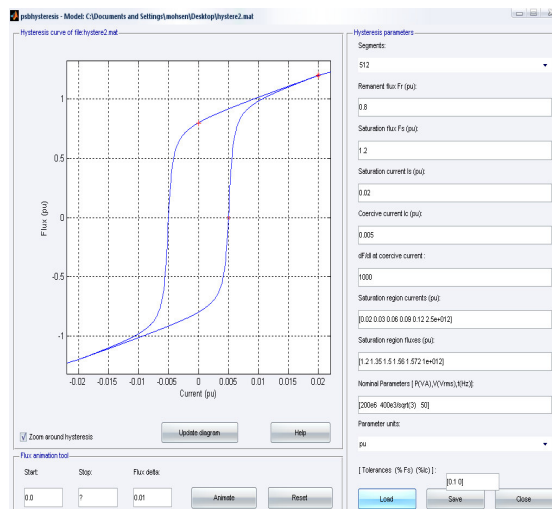 psbhysteresis - Model: C:\Documents and Settings\mohsen\Desktop\hystere2.mat
Hysteresis curve of file:hystere2.mat
1
0.5
0
-0.5
-1
Flux (pu)
-0.02 -0.015 -0.01 -0.005 0 0.005 0.01 0.015 0.02
Current (pu)
Zoom around hysteresis
Update diagram
Help
Flux animation tool
Start: Stop: Flux delta:
0.0 ? 0.01 Animate Reset
Hysteresis parameters
Segments:
512
Remanent flux Fr (pu):
0.8
Saturation flux Fs (pu):
1.2
Saturation current Is (pu):
0.02
Coercive current Ic (pu):
0.005
dF/dI at coercive current :
1000
Saturation region currents (pu):
[0.02 0.03 0.06 0.09 0.12 2.5e+012]
Saturation region fluxes (pu):
[1.2 1.35 1.5 1.56 1.572 1e+012]
Nominal Parameters [ P(VA),V(Vrms),f(Hz)]:
[200e6 400e3/sqrt(3) 50]
Parameter units:
pu
[ Tolerances (% Fs) (%Ic) ] :
[0.1 0]
Load Save Close